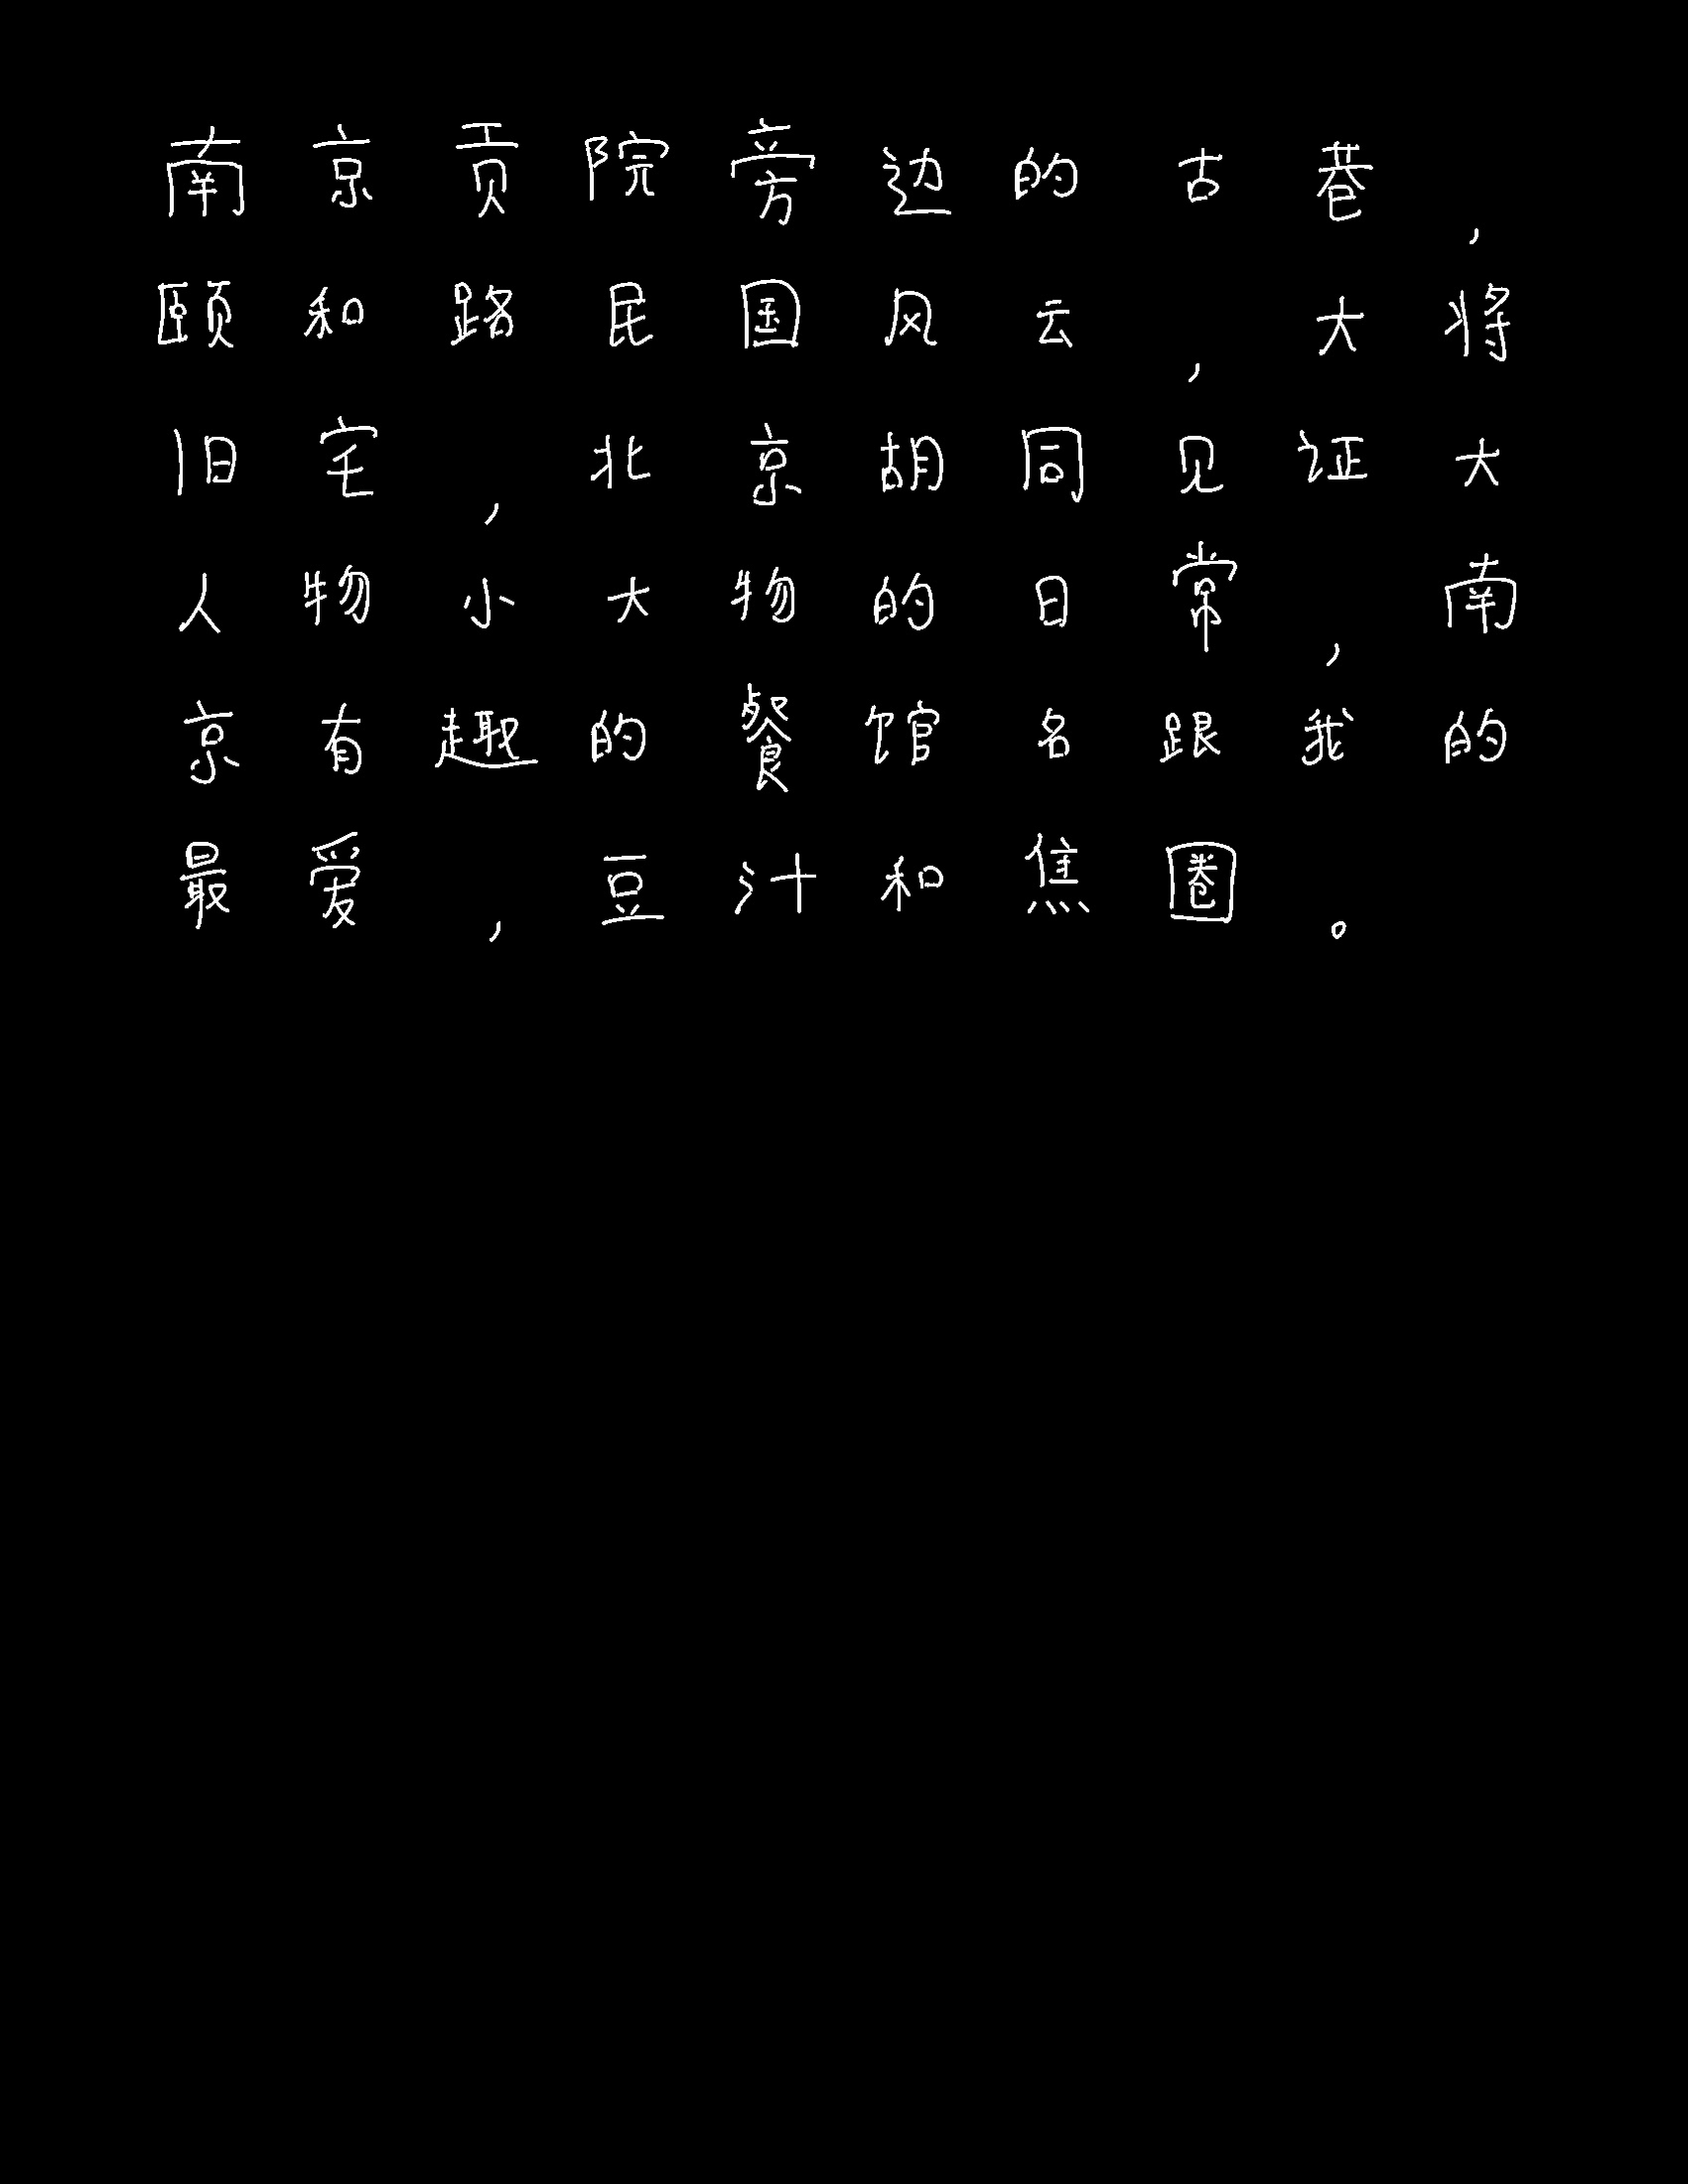 南京贡院旁边的古巷,
颐和路民国风云,大将
旧宅,北京胡同见证大
人物小大物的日常,南
京有趣的餐馆名跟我的
最爱,豆汁和焦圈。